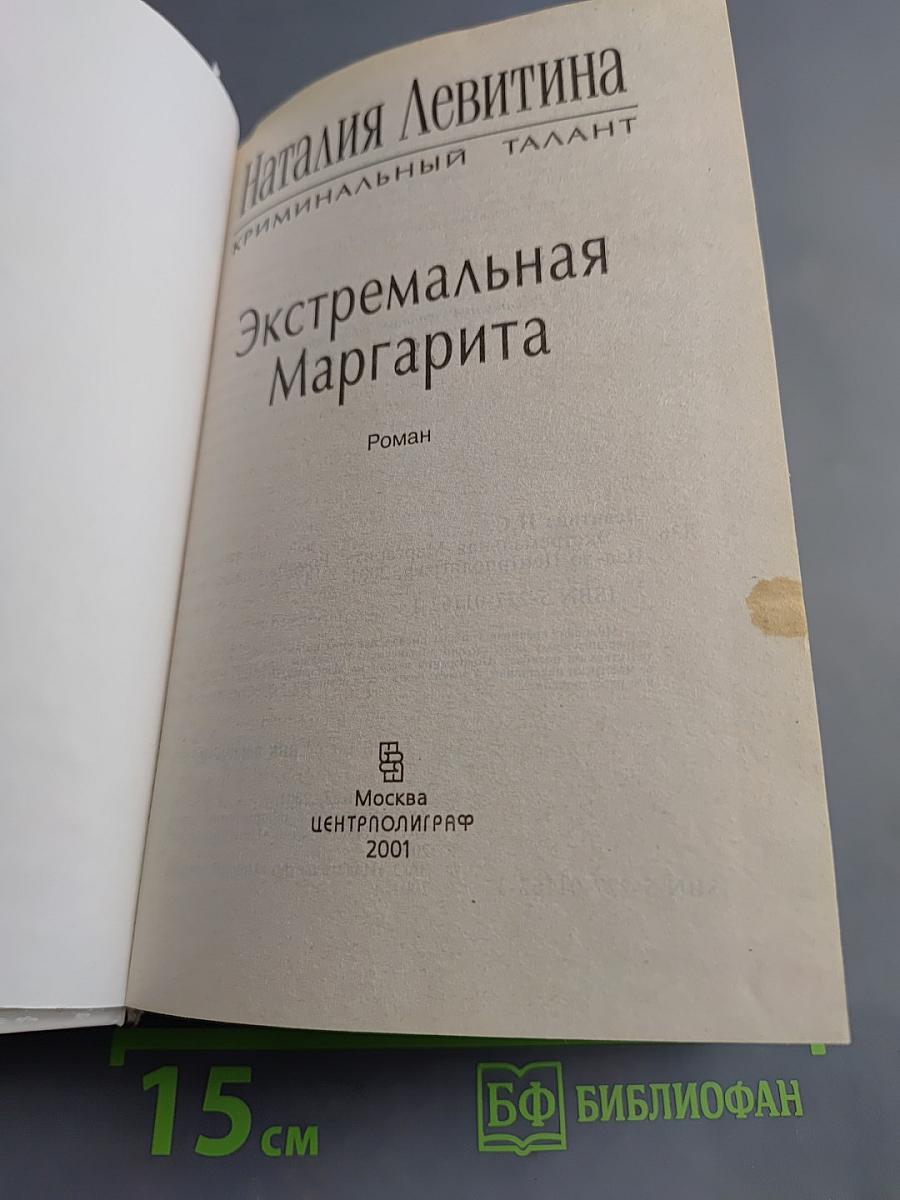 Наталия Левитина
КРИМИНАЛЬНЫЙ ТАЛАНТ
Экстремальная
Маргарита
Роман
Москва
ЦЕНТРПОЛИГРАФ
2001
15 см
БФ БИБЛИОФАН